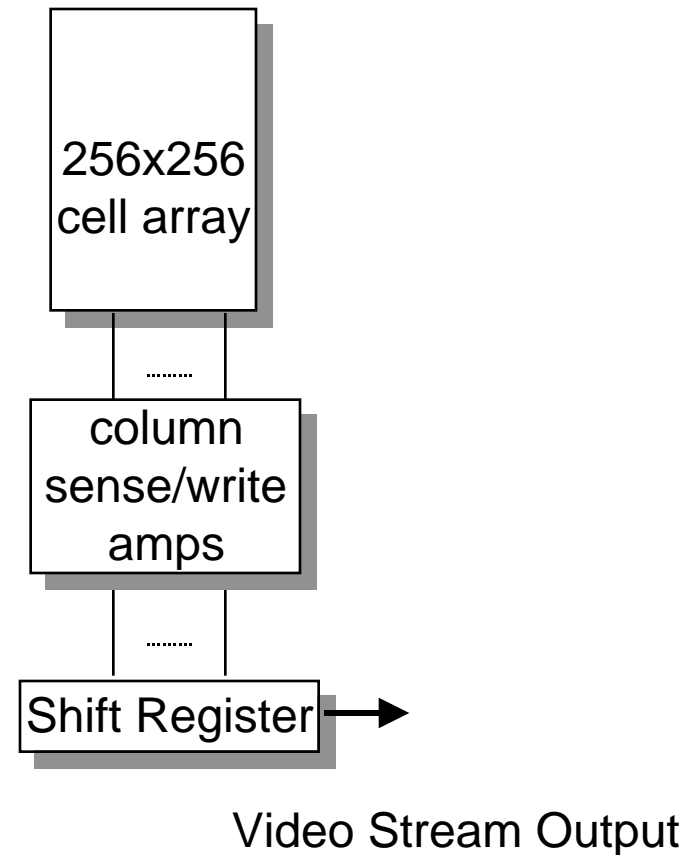 256x256
cell array
.........
column
sense/write
amps
.........
Shift Register
Video Stream Output